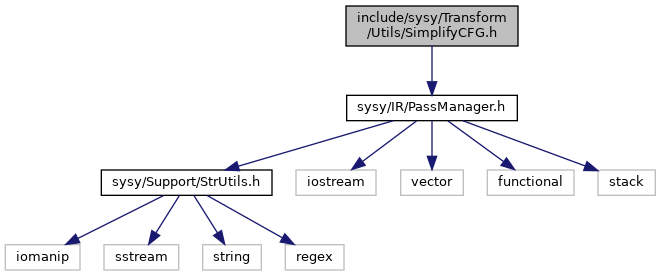 include/sysy/Transform
/Utils/SimplifyCFG.h
sysy/IR/PassManager.h
sysy/Support/StrUtils.h
iostream
vector
functional
stack
iomanip
sstream
string
regex